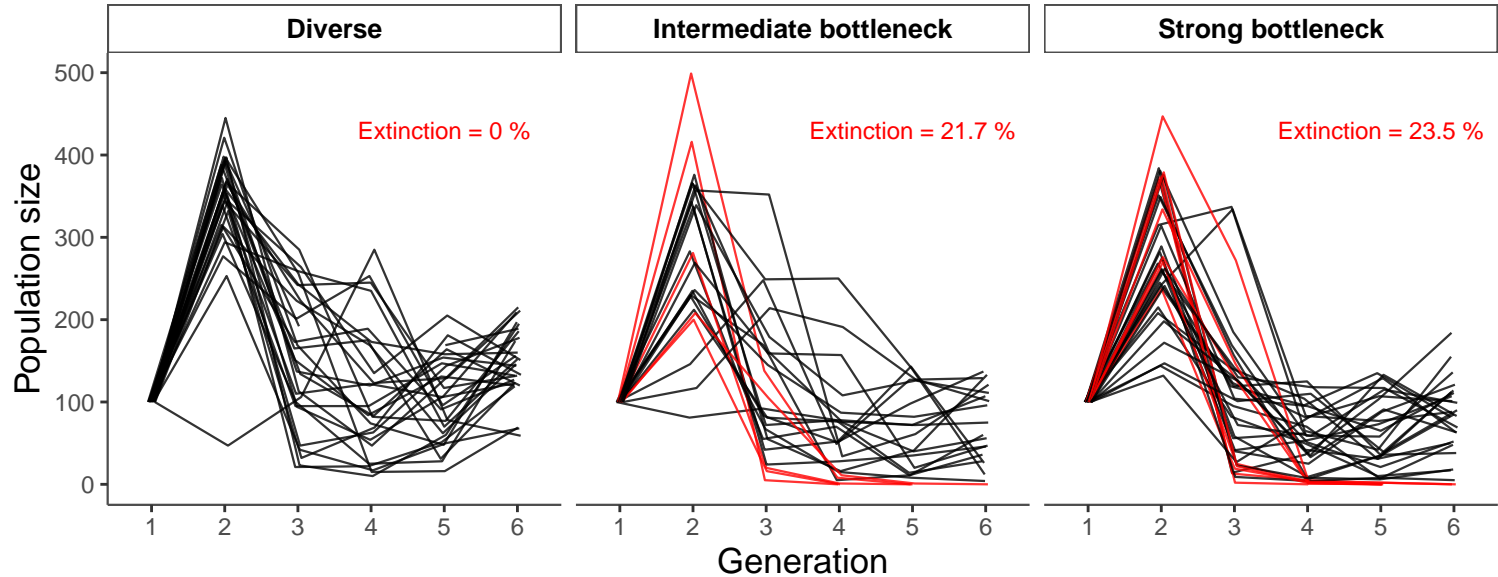 Diverse
Intermediate bottleneck
Strong bottleneck
Population size
500
400
300
200
100
0
Extinction = 0 %
Extinction = 21.7 %
Extinction = 23.5 %
1 2 3 4 5 6
1 2 3 4 5 6
1 2 3 4 5 6
Generation